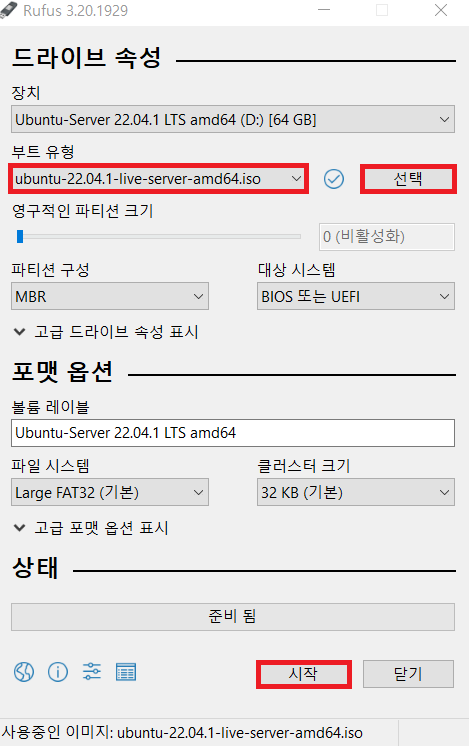 Rufus 3.20.1929
드라이브 속성
장치
Ubuntu-Server 22.04.1 LTS amd64 (D:) [64 GB]
부트 유형
ubuntu-22.04.1-live-server-amd64.iso
선택
영구적인 파티션 크기
0 (비활성화)
파티션 구성 대상 시스템
MBR BIOS 또는 UEFI
고급 드라이브 속성 표시
포맷 옵션
볼륨 레이블
Ubuntu-Server 22.04.1 LTS amd64
파일 시스템 클러스터 크기
Large FAT32 (기본) 32 KB (기본)
고급 포맷 옵션 표시
상태
준비 됨
시작 닫기
사용중인 이미지: ubuntu-22.04.1-live-server-amd64.iso